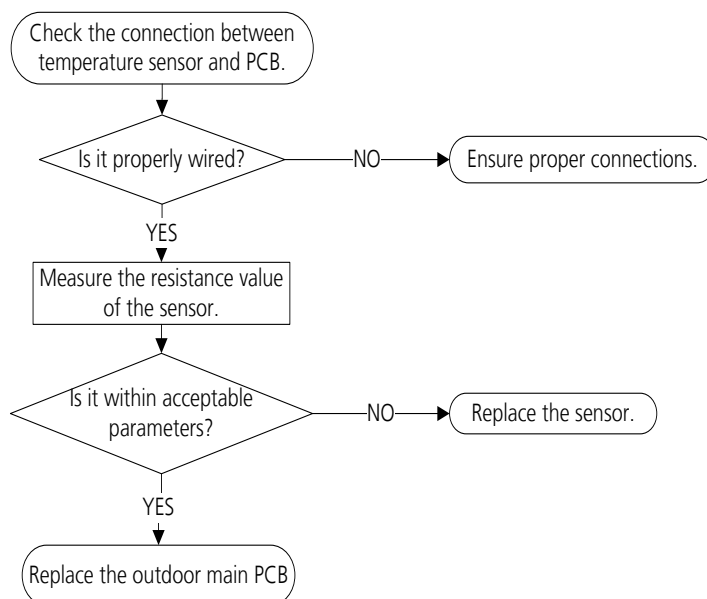 Check the connection between
temperature sensor and PCB.
Is it properly wired?
NO
Ensure proper connections.
YES
Measure the resistance value
of the sensor.
Is it within acceptable
parameters?
NO
Replace the sensor.
YES
Replace the outdoor main PCB